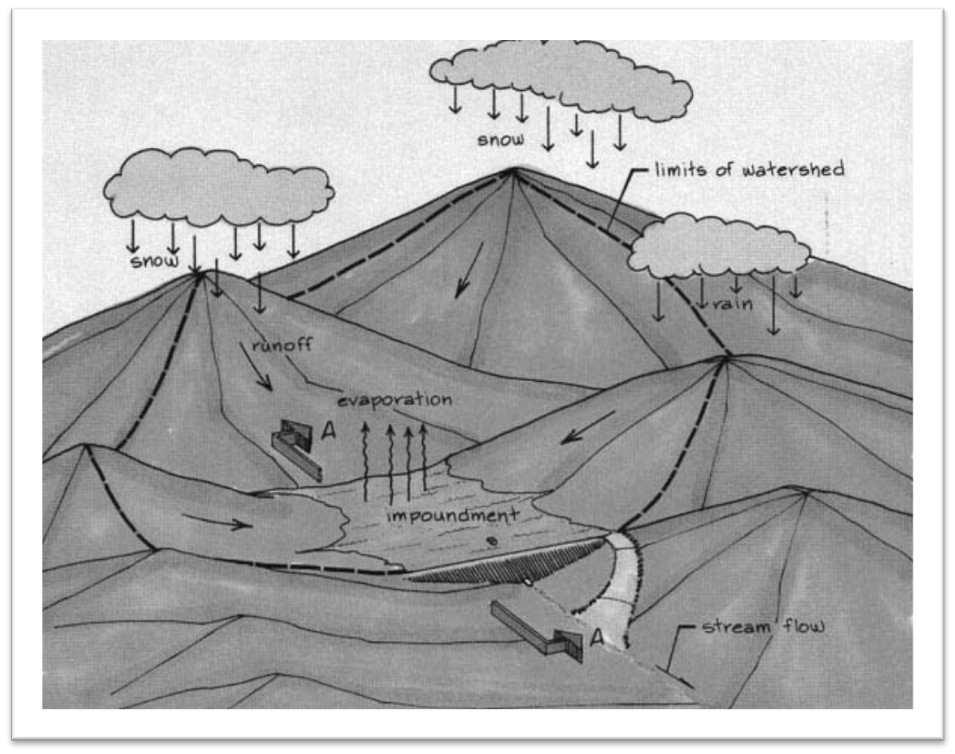 snow
limits of watershed
snow
rain
runoff
evaporation
A
impoundment
A
stream flow